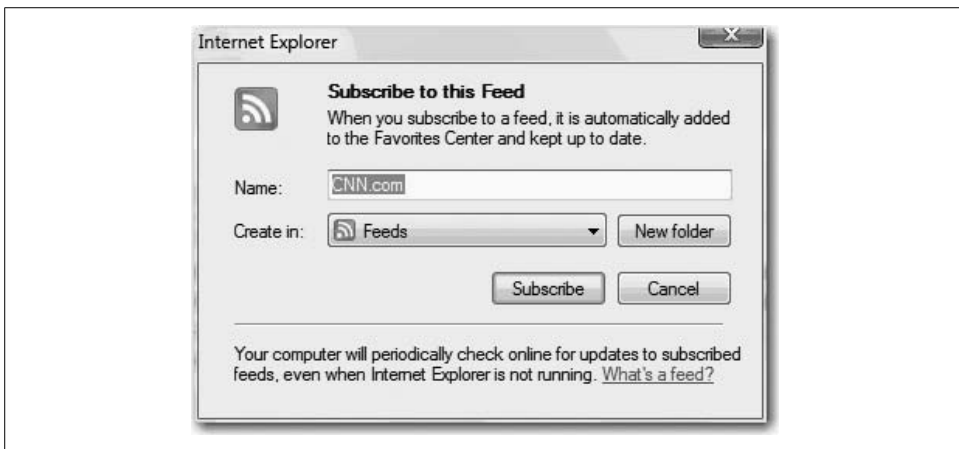 Internet Explorer
Subscribe to this Feed
When you subscribe to a feed, it is automatically added
to the Favorites Center and kept up to date.
Name: CNN.com
Create in: Feeds New folder
Subscribe Cancel
Your computer will periodically check online for updates to subscribed
feeds, even when Internet Explorer is not running. What's a feed?